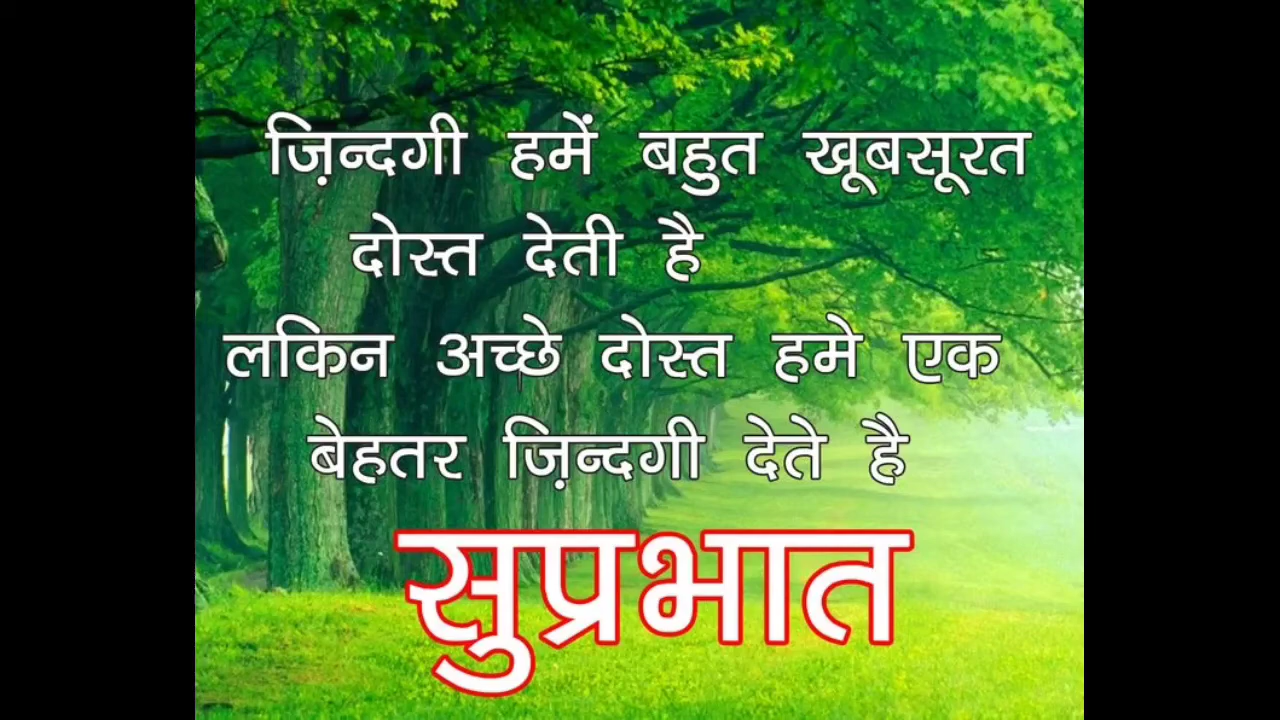 ज़िन्दगी हमें बहुत खूबसूरत
दोस्त देती है
लकिन अच्छे दोस्त हमे एक
बेहतर ज़िन्दगी देते है
सुप्रभात